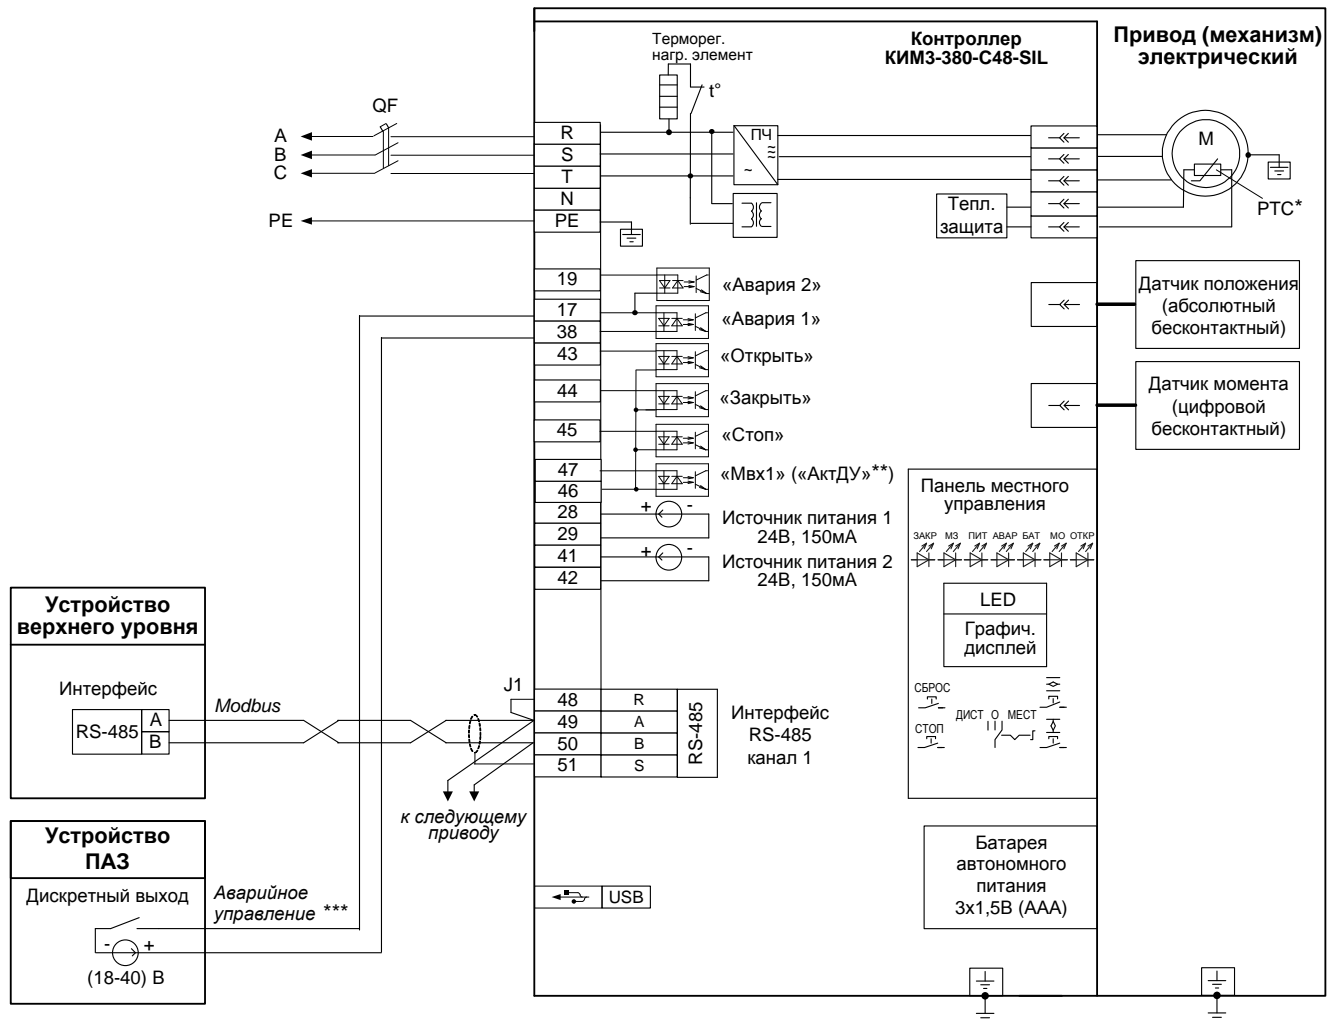 Терморег.
нагр. элемент
t°
Контроллер
КИМ3-380-С48-SIL
Привод (механизм)
электрический
QF
A
B
C
PE
R
S
T
N
PE
ПЧ
~
≈
~
M
PTC*
Тепл.
защита
19
17
38
43
44
45
47
46
28
29
41
42
«Авария 2»
«Авария 1»
«Открыть»
«Закрыть»
«Стоп»
«Мвх1» («АктДУ»**)
+ -
Источник питания 1
24В, 150мА
+ -
Источник питания 2
24В, 150мА
Датчик положения
(абсолютный
бесконтактный)
Датчик момента
(цифровой
бесконтактный)
Панель местного
управления
ЗАКР МЗ ПИТ АВАР БАТ МО ОТКР
LED
Графич.
дисплей
СБРОС
СТОП
ДИСТ О МЕСТ
Устройство
верхнего уровня
Интерфейс
RS-485
A
B
Modbus
J1
48 R
49 A
50 B
51 S
RS-485
Интерфейс
RS-485
канал 1
к следующему
приводу
Устройство
ПАЗ
Дискретный выход
- +
(18-40) В
Аварийное
управление ***
USB
Батарея
автономного
питания
3х1,5В (ААА)